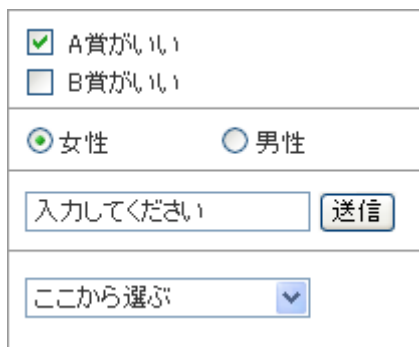 A賞がいい
B賞がいい
女性 男性
入力してください 送信
ここから選ぶ